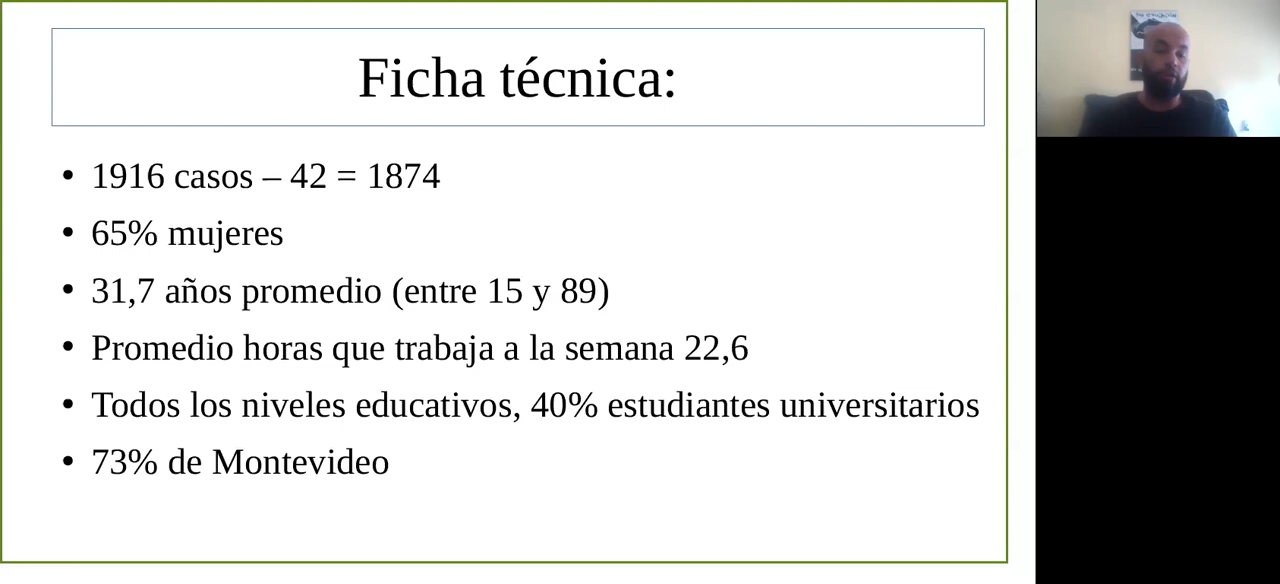 Ficha técnica:
• 1916 casos – 42 = 1874
• 65% mujeres
• 31,7 años promedio (entre 15 y 89)
• Promedio horas que trabaja a la semana 22,6
• Todos los niveles educativos, 40% estudiantes universitarios
• 73% de Montevideo